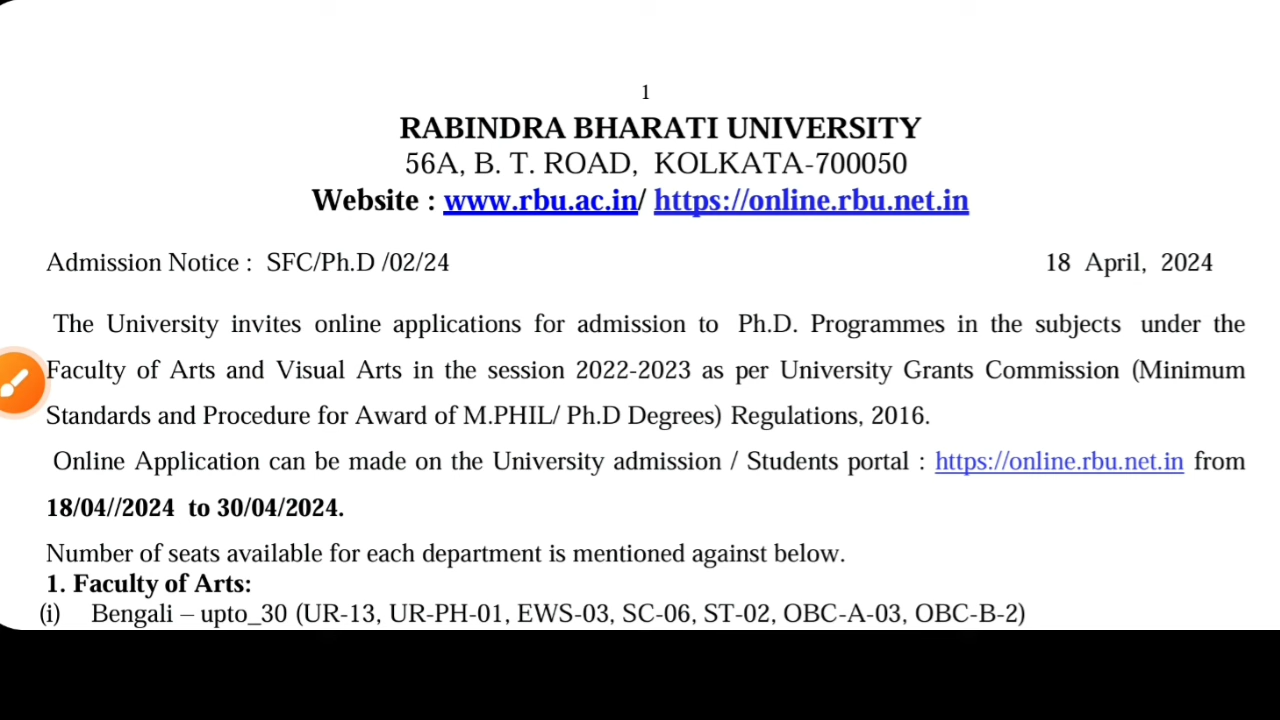 1
RABINDRA BHARATI UNIVERSITY
56A, B. T. ROAD, KOLKATA-700050
Website : www.rbu.ac.in/ https://online.rbu.net.in
Admission Notice : SFC/Ph.D /02/24 18 April, 2024
The University invites online applications for admission to Ph.D. Programmes in the subjects under the
Faculty of Arts and Visual Arts in the session 2022-2023 as per University Grants Commission (Minimum
Standards and Procedure for Award of M.PHIL/ Ph.D Degrees) Regulations, 2016.
Online Application can be made on the University admission / Students portal : https://online.rbu.net.in from
18/04//2024 to 30/04/2024.
Number of seats available for each department is mentioned against below.
1. Faculty of Arts:
(i) Bengali – upto_30 (UR-13, UR-PH-01, EWS-03, SC-06, ST-02, OBC-A-03, OBC-B-2)